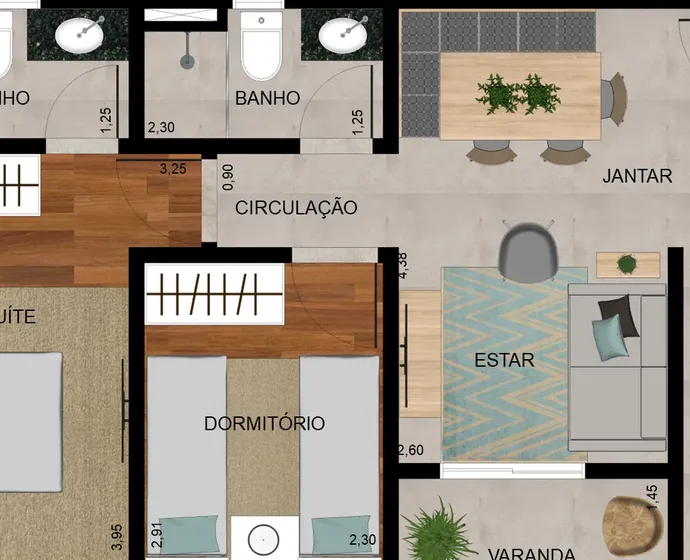 NHO
1,25
2,30
BANHO
1,25
3,25
0,90
CIRCULAÇÃO
JANTAR
4,38
UÍTE
ESTAR
DORMITÓRIO
2,60
3,95
2,91
2,30
1,45
VARANDA